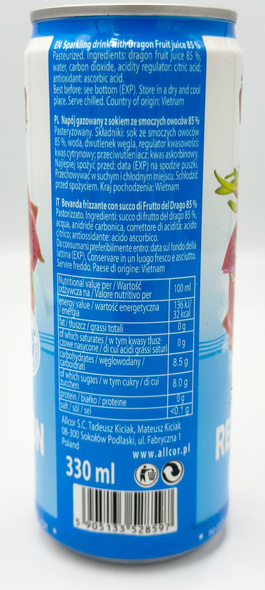 EN Sparkling drink with Dragon Fruit juice 85 %
Pasteurized. Ingredients: dragon fruit juice 85 %,
water, carbon dioxide, acidity regulator: citric acid;
antioxidant: ascorbic acid.
Best before: see bottom (EXP). Store in a dry and cool
place. Serve chilled. Country of origin: Vietnam
PL Napój gazowany z sokiem ze smoczych owoców 85 %
Pasteryzowany. Składniki: sok ze smoczych owoców
85 %, woda, dwutlenek węgla, regulator kwasowości:
kwas cytrynowy; przeciwutleniacz: kwas askorbinowy.
Najlepiej spożyć przed: data (EXP) na spodzie puszki.
Przechowywać w suchym i chłodnym miejscu. Schłodzić
przed spożyciem. Kraj pochodzenia: Wietnam
IT Bevanda frizzante con succo di Frutto del Drago 85 %
Pastorizzato. Ingredienti: succo di frutto del drago 85 %,
acqua, anidride carbonica, correttore di acidità: acido
citrico; antiossidante: acido ascorbico.
Da consumarsi preferibilmente entro data sul fondo della
lattina (EXP). Conservare in un luogo fresco e asciutto.
Servire freddo. Paese di origine: Vietnam
Nutritional value per / Wartość
odżywcza na / Valore nutritivo per
100 ml
energy value / wartość energetyczna
/ energia
136 kJ/
32 kcal
fat / tłuszcz / grassi totali
0 g
of which saturates / w tym kwasy tłusz-
czowe nasycone / di cui acidi grassi saturi
0 g
carbohydrates / węglowodany /
carboidrati
8.5 g
of which sugars / w tym cukry / di cui
zuccheri
8.0 g
protein / białko / proteine
0 g
salt / sól / sel
<0.1 g
Allcor S.C. Tadeusz Kiciak, Mateusz Kiciak
08-300 Sokołów Podlaski, ul. Fabryczna 1
Poland
www.allcor.pl
330 ml
5905153528597
N
RE